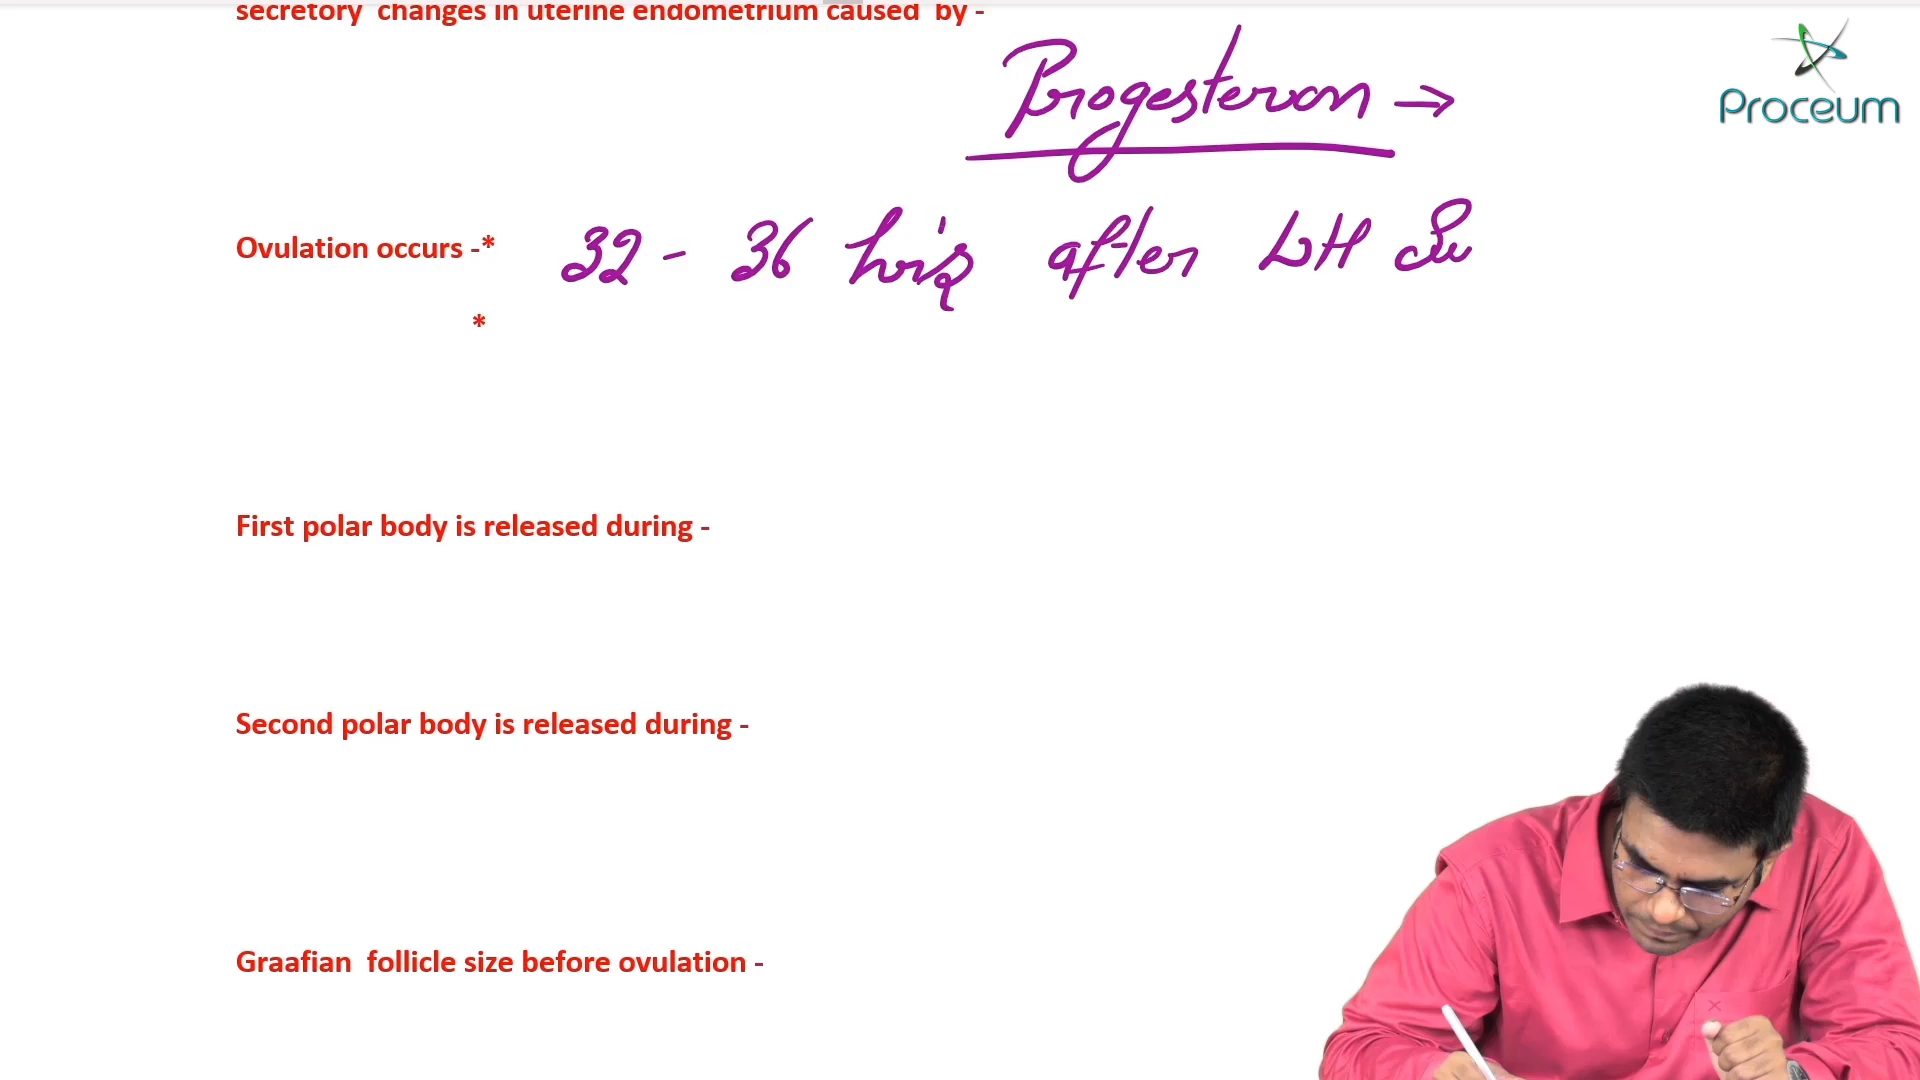 secretory changes in uterine endometrium caused by -
Progesteron →
Proceum
Ovulation occurs -* 32 - 36 hrs after LH su
*
First polar body is released during -
Second polar body is released during -
Graafian follicle size before ovulation -